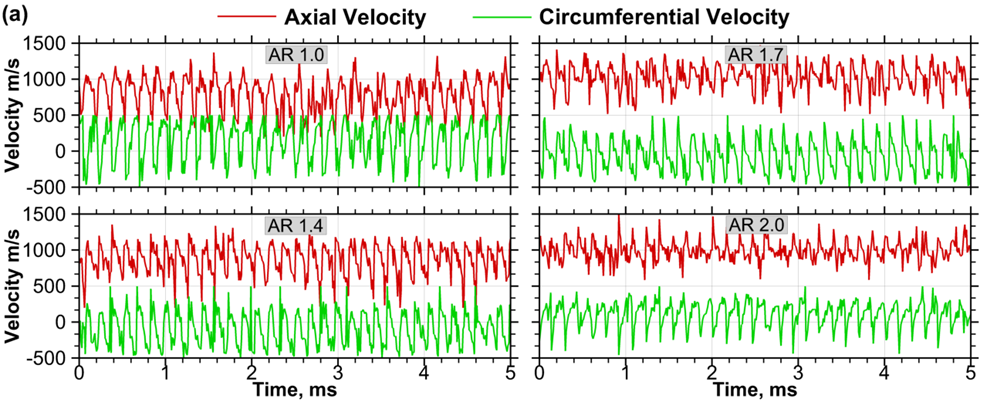 (a)
Axial Velocity Circumferential Velocity
1500 AR 1.0 AR 1.7
1000
500
0
-500
Velocity m/s
1500 AR 1.4 AR 2.0
1000
500
0
-500
Velocity m/s
0 1 2 3 4 5 0 1 2 3 4 5
Time, ms Time, ms